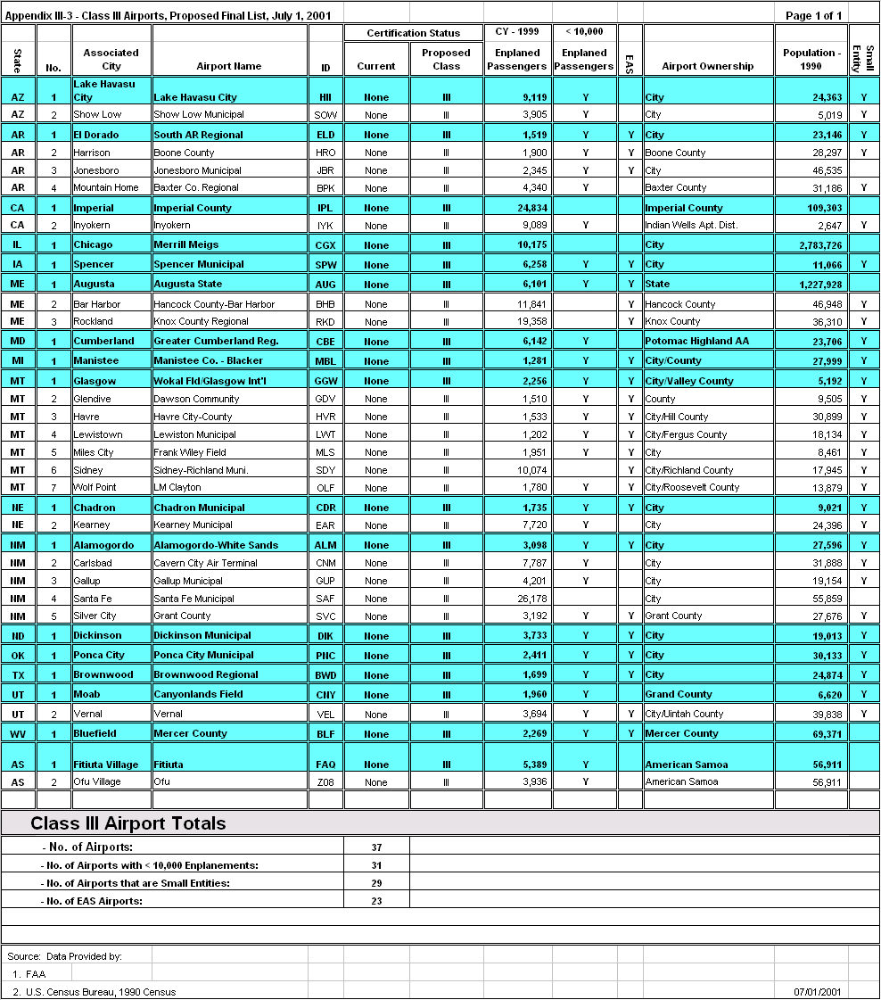 Appendix III-3 - Class III Airports, Proposed Final List, July 1, 2001 Page 1 of 1
Certification Status CY - 1999 < 10,000
State No. Associated City Airport Name ID Current Proposed Class Enplaned Passengers Enplaned Passengers EAS Airport Ownership Population - 1990 Small Entity
AZ 1 Lake Havasu City Lake Havasu City HII None III 9,119 Y City 24,363 Y
AZ 2 Show Low Show Low Municipal SOW None III 3,905 Y City 5,019 Y
AR 1 El Dorado South AR Regional ELD None III 1,519 Y Y City 23,146 Y
AR 2 Harrison Boone County HRO None III 1,900 Y Y Boone County 28,297 Y
AR 3 Jonesboro Jonesboro Municipal JBR None III 2,345 Y Y City 46,535
AR 4 Mountain Home Baxter Co. Regional BPK None III 4,340 Y Baxter County 31,186 Y
CA 1 Imperial Imperial County IPL None III 24,834 Imperial County 109,303
CA 2 Inyokern Inyokern IYK None III 9,089 Y Indian Wells Apt. Dist. 2,647 Y
IL 1 Chicago Merrill Meigs CGX None III 10,175 City 2,783,726
IA 1 Spencer Spencer Municipal SPW None III 6,258 Y Y City 11,066 Y
ME 1 Augusta Augusta State AUG None III 6,101 Y Y State 1,227,928
ME 2 Bar Harbor Hancock County-Bar Harbor BHB None III 11,841 Y Hancock County 46,948 Y
ME 3 Rockland Knox County Regional RKD None III 19,358 Y Knox County 36,310 Y
MD 1 Cumberland Greater Cumberland Reg. CBE None III 6,142 Y Potomac Highland AA 23,706 Y
MI 1 Manistee Manistee Co. - Blacker MBL None III 1,281 Y Y City/County 27,999 Y
MT 1 Glasgow Wokal Fld/Glasgow Int'l GGW None III 2,256 Y Y City/Valley County 5,192 Y
MT 2 Glendive Dawson Community GDV None III 1,510 Y Y County 9,505 Y
MT 3 Havre Havre City-County HVR None III 1,533 Y Y City/Hill County 30,899 Y
MT 4 Lewistown Lewiston Municipal LWT None III 1,202 Y Y City/Fergus County 18,134 Y
MT 5 Miles City Frank Wiley Field MLS None III 1,951 Y Y City 8,461 Y
MT 6 Sidney Sidney-Richland Muni. SDY None III 10,074 Y City/Richland County 17,945 Y
MT 7 Wolf Point LM Clayton OLF None III 1,780 Y Y City/Roosevelt County 13,879 Y
NE 1 Chadron Chadron Municipal CDR None III 1,735 Y Y City 9,021 Y
NE 2 Kearney Kearney Municipal EAR None III 7,720 Y City 24,396 Y
NM 1 Alamogordo Alamogordo-White Sands ALM None III 3,098 Y Y City 27,596 Y
NM 2 Carlsbad Cavern City Air Terminal CNM None III 7,787 Y City 31,888 Y
NM 3 Gallup Gallup Municipal GUP None III 4,201 Y City 19,154 Y
NM 4 Santa Fe Santa Fe Municipal SAF None III 26,178 City 55,859
NM 5 Silver City Grant County SVC None III 3,192 Y Y Grant County 27,676 Y
ND 1 Dickinson Dickinson Municipal DIK None III 3,733 Y Y City 19,013 Y
OK 1 Ponca City Ponca City Municipal PNC None III 2,411 Y Y City 30,133 Y
TX 1 Brownwood Brownwood Regional BWD None III 1,699 Y Y City 24,874 Y
UT 1 Moab Canyonlands Field CNY None III 1,960 Y Grand County 6,620 Y
UT 2 Vernal Vernal VEL None III 3,694 Y Y City/Uintah County 39,838 Y
WV 1 Bluefield Mercer County BLF None III 2,269 Y Y Mercer County 69,371
AS 1 Fitiuta Village Fitiuta FAQ None III 5,389 Y American Samoa 56,911
AS 2 Ofu Village Ofu Z08 None III 3,936 Y American Samoa 56,911
Class III Airport Totals
- No. of Airports: 37
- No. of Airports with < 10,000 Enplanements: 31
- No. of Airports that are Small Entities: 29
- No. of EAS Airports: 23
Source: Data Provided by:
1. FAA
2. U.S. Census Bureau, 1990 Census 07/01/2001